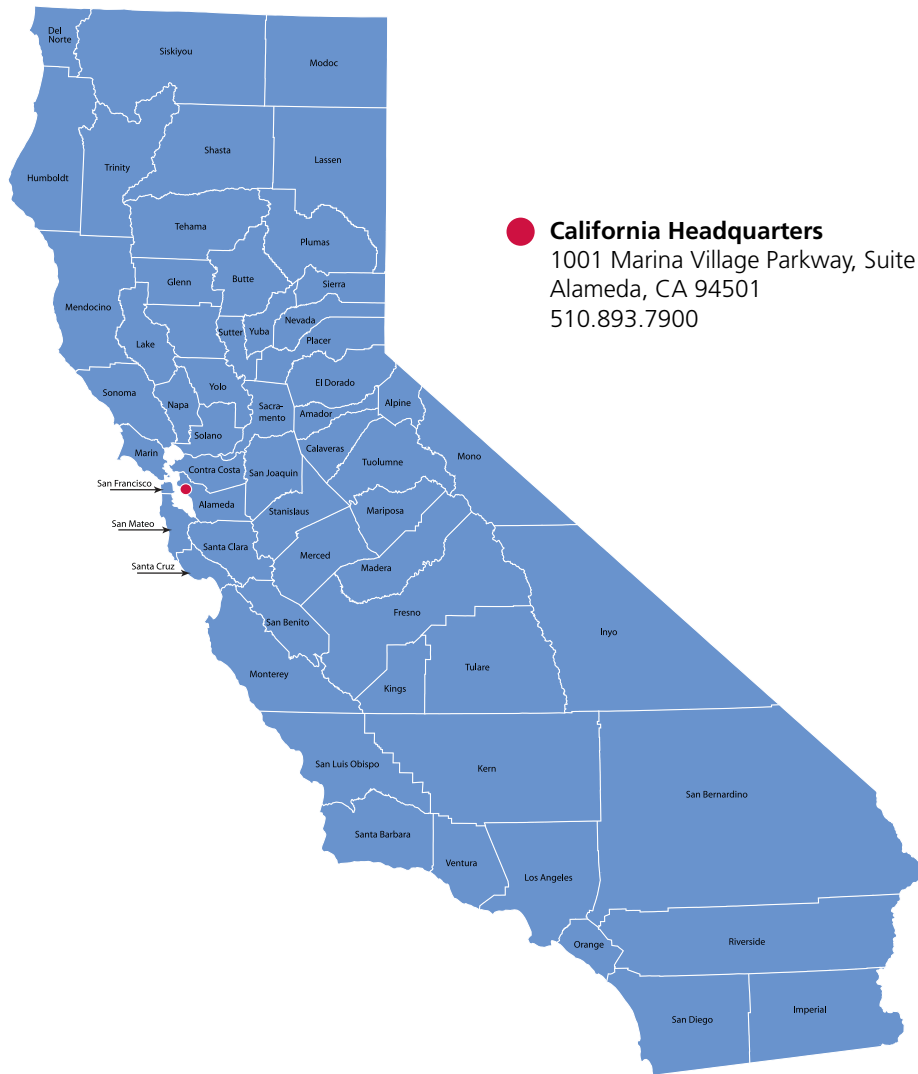 Del
Norte
Siskiyou
Modoc
Humboldt
Trinity
Shasta
Lassen
Tehama
Plumas
Mendocino
Glenn
Butte
Sierra
Lake
Sutter
Yuba
Nevada
Placer
Sonoma
Napa
Yolo
Sacra-
mento
El Dorado
Alpine
Amador
Solano
Marin
Calaveras
Mono
Contra Costa
San Joaquin
Tuolumne
San Francisco
Alameda
Stanislaus
Mariposa
San Mateo
Santa Clara
Merced
Madera
Santa Cruz
Fresno
San Benito
Inyo
Monterey
Kings
Tulare
San Luis Obispo
Kern
San Bernardino
Santa Barbara
Ventura
Los Angeles
Orange
Riverside
San Diego
Imperial
California Headquarters
1001 Marina Village Parkway, Suite
Alameda, CA 94501
510.893.7900